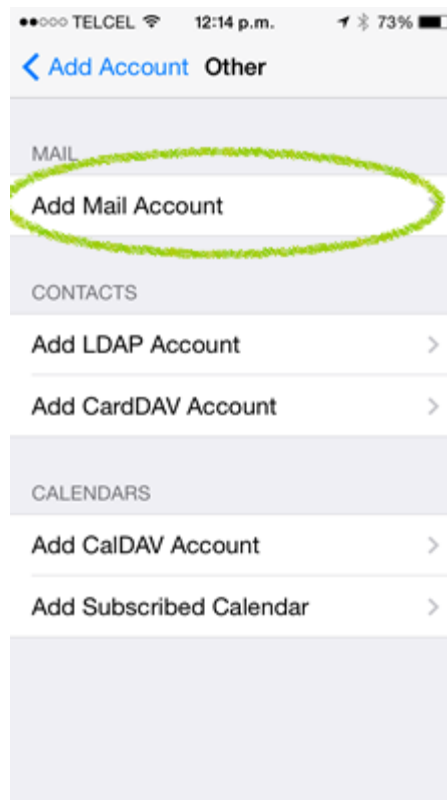 TELCEL 12:14 p.m. 73%
Add Account Other
MAIL
Add Mail Account
CONTACTS
Add LDAP Account
Add CardDAV Account
CALENDARS
Add CalDAV Account
Add Subscribed Calendar